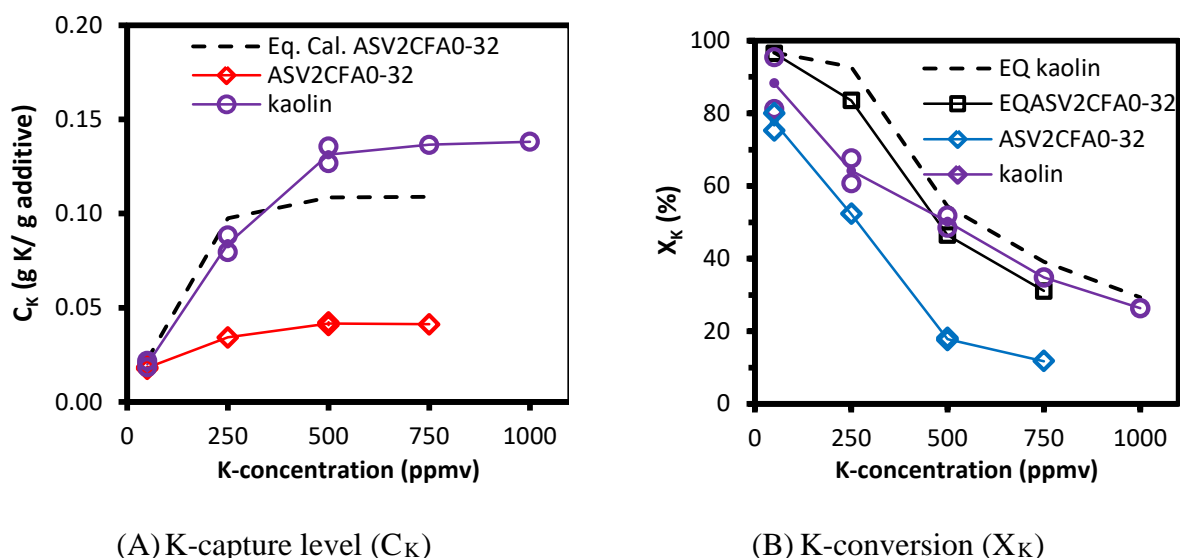 0.20
0.15
0.10
0.05
0.00
C_K (g K/ g additive)
Eq. Cal. ASV2CFA0-32
ASV2CFA0-32
kaolin
0 250 500 750 1000
K-concentration (ppmv)
(A) K-capture level (C_K)
100
80
60
40
20
0
X_K (%)
EQ kaolin
EQASV2CFA0-32
ASV2CFA0-32
kaolin
0 250 500 750 1000
K-concentration (ppmv)
(B) K-conversion (X_K)